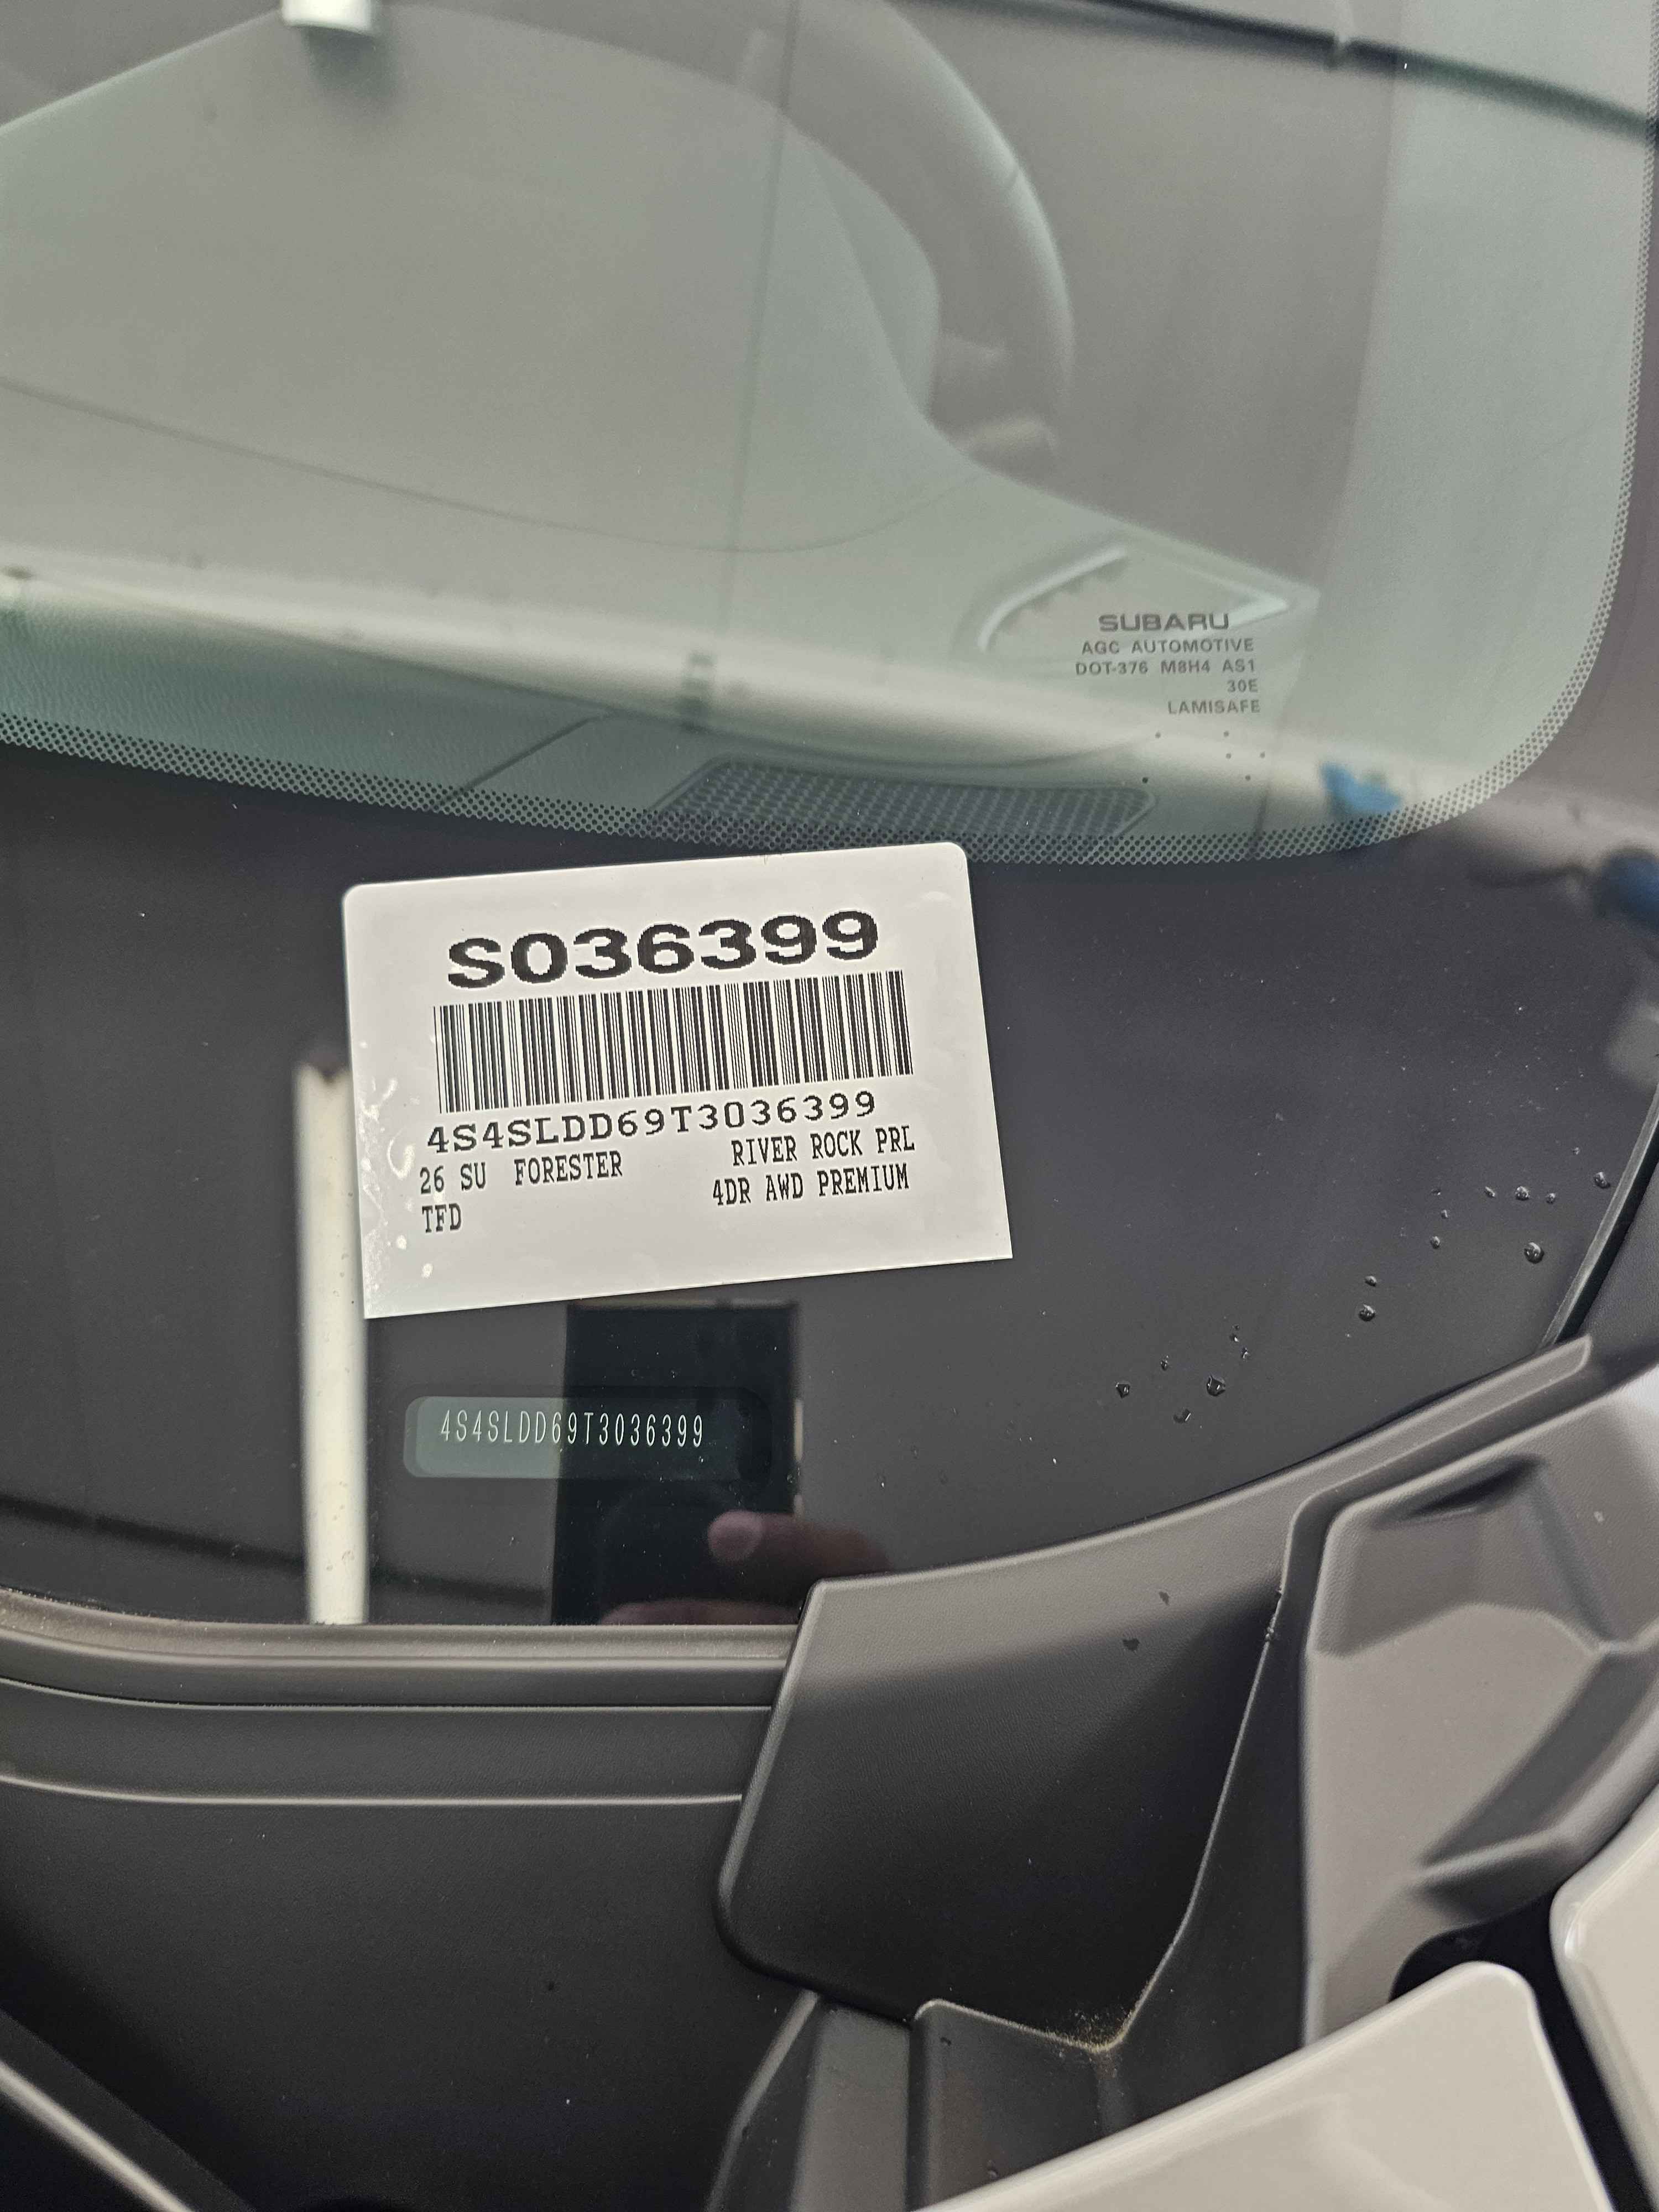 SUBARU
AGC AUTOMOTIVE
DOT-376 M8H4 AS1
30E
LAMISAFE
S036399
4S4SLDD69T3036399
26 SU FORESTER RIVER ROCK PRL
TFD 4DR AWD PREMIUM
4S4SLDD69T3036399